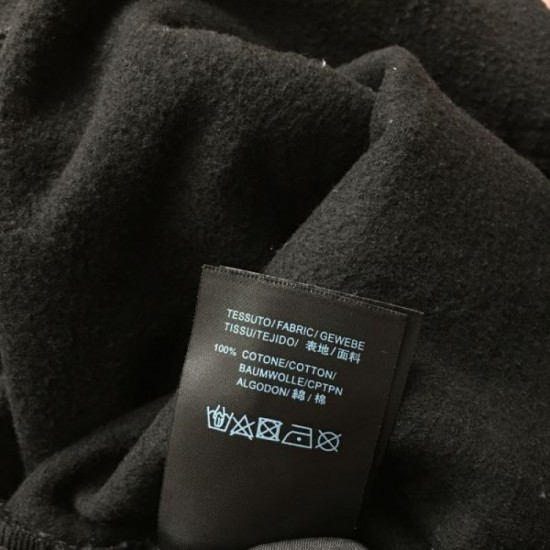 TESSUTO/FABRIC/GEWEBE
TISSU/TEJIDO/表地/面料
100% COTONE/COTTON/
BAUMWOLLE/CPTPN
ALGODON/綿/棉